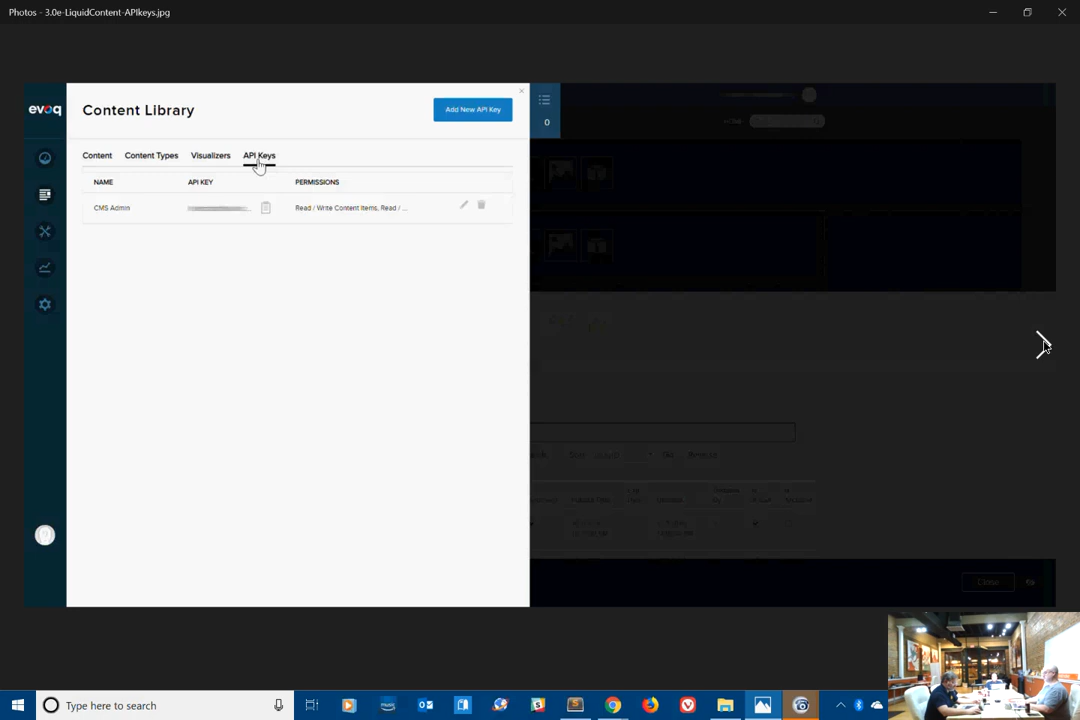 Photos - 3.0e-LiquidContent-APIkeys.jpg
evoq
Content Library
Add New API Key
0
Content
Content Types
Visualizers
API Keys
NAME
API KEY
PERMISSIONS
CMS Admin
Read / Write Content Items, Read / ...
Close
Type here to search